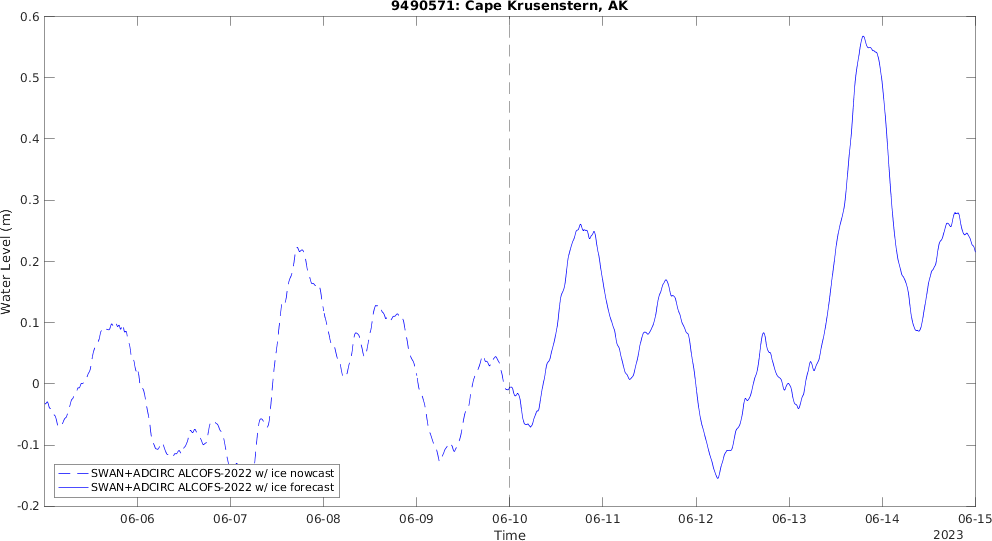 9490571: Cape Krusenstern, AK
0.6
0.5
0.4
0.3
0.2
0.1
0
-0.1
-0.2
Water Level (m)
SWAN+ADCIRC ALCOFS-2022 w/ ice nowcast
SWAN+ADCIRC ALCOFS-2022 w/ ice forecast
06-06 06-07 06-08 06-09 06-10 06-11 06-12 06-13 06-14 06-15
Time
2023